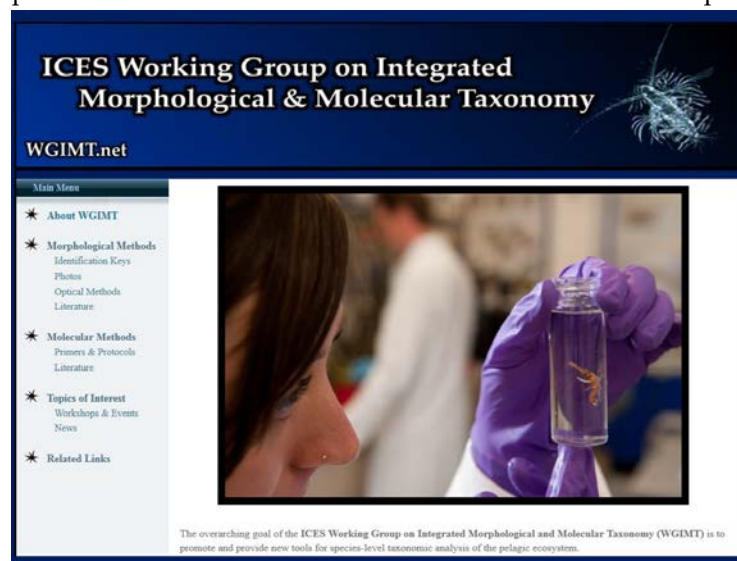 ICES Working Group on Integrated
Morphological & Molecular Taxonomy
WGIMT.net
Main Menu
About WGIMT
Morphological Methods
Identification Keys
Photos
Optical Methods
Literature
Molecular Methods
Primers & Protocols
Literature
Topics of Interest
Workshops & Events
News
Related Links
The overarching goal of the ICES Working Group on Integrated Morphological and Molecular Taxonomy (WGIMT) is to
promote and provide new tools for species-level taxonomic analysis of the pelagic ecosystem.